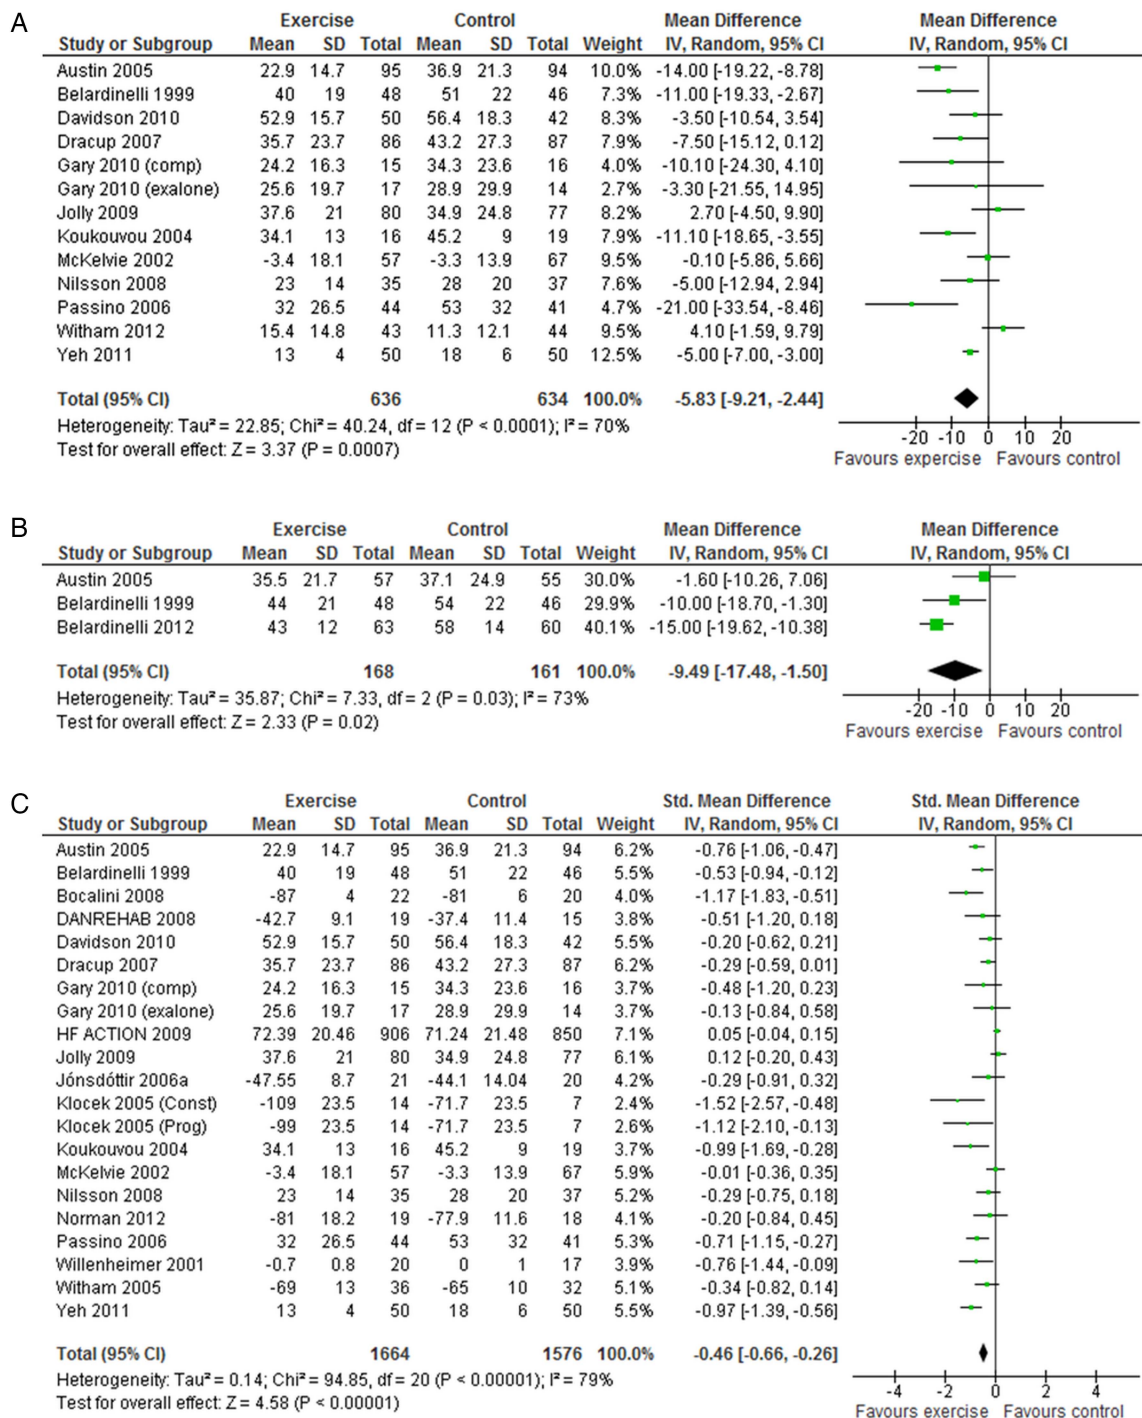 A
Exercise Control Mean Difference Mean Difference
Study or Subgroup Mean SD Total Mean SD Total Weight IV, Random, 95% CI IV, Random, 95% CI
Austin 2005 22.9 14.7 95 36.9 21.3 94 10.0% -14.00 [-19.22, -8.78]
Belardinelli 1999 40 19 48 51 22 46 7.3% -11.00 [-19.33, -2.67]
Davidson 2010 52.9 15.7 50 56.4 18.3 42 8.3% -3.50 [-10.54, 3.54]
Dracup 2007 35.7 23.7 86 43.2 27.3 87 7.9% -7.50 [-15.12, 0.12]
Gary 2010 (comp) 24.2 16.3 15 34.3 23.6 16 4.0% -10.10 [-24.30, 4.10]
Gary 2010 (exalone) 25.6 19.7 17 28.9 29.9 14 2.7% -3.30 [-21.55, 14.95]
Jolly 2009 37.6 21 80 34.9 24.8 77 8.2% 2.70 [-4.50, 9.90]
Koukouvou 2004 34.1 13 16 45.2 9 19 7.9% -11.10 [-18.65, -3.55]
McKelvie 2002 -3.4 18.1 57 -3.3 13.9 67 9.5% -0.10 [-5.86, 5.66]
Nilsson 2008 23 14 35 28 20 37 7.6% -5.00 [-12.94, 2.94]
Passino 2006 32 26.5 44 53 32 41 4.7% -21.00 [-33.54, -8.46]
Witham 2012 15.4 14.8 43 11.3 12.1 44 9.5% 4.10 [-1.59, 9.79]
Yeh 2011 13 4 50 18 6 50 12.5% -5.00 [-7.00, -3.00]
Total (95% CI) 636 634 100.0% -5.83 [-9.21, -2.44]
Heterogeneity: Tau² = 22.85; Chi² = 40.24, df = 12 (P < 0.0001); I² = 70%
Test for overall effect: Z = 3.37 (P = 0.0007)
-20 -10 0 10 20
Favours expercise Favours control
B
Exercise Control Mean Difference Mean Difference
Study or Subgroup Mean SD Total Mean SD Total Weight IV, Random, 95% CI IV, Random, 95% CI
Austin 2005 35.5 21.7 57 37.1 24.9 55 30.0% -1.60 [-10.26, 7.06]
Belardinelli 1999 44 21 48 54 22 46 29.9% -10.00 [-18.70, -1.30]
Belardinelli 2012 43 12 63 58 14 60 40.1% -15.00 [-19.62, -10.38]
Total (95% CI) 168 161 100.0% -9.49 [-17.48, -1.50]
Heterogeneity: Tau² = 35.87; Chi² = 7.33, df = 2 (P = 0.03); I² = 73%
Test for overall effect: Z = 2.33 (P = 0.02)
-20 -10 0 10 20
Favours exercise Favours control
C
Exercise Control Std. Mean Difference Std. Mean Difference
Study or Subgroup Mean SD Total Mean SD Total Weight IV, Random, 95% CI IV, Random, 95% CI
Austin 2005 22.9 14.7 95 36.9 21.3 94 6.2% -0.76 [-1.06, -0.47]
Belardinelli 1999 40 19 48 51 22 46 5.5% -0.53 [-0.94, -0.12]
Bocalini 2008 -87 4 22 -81 6 20 4.0% -1.17 [-1.83, -0.51]
DANREHAB 2008 -42.7 9.1 19 -37.4 11.4 15 3.8% -0.51 [-1.20, 0.18]
Davidson 2010 52.9 15.7 50 56.4 18.3 42 5.5% -0.20 [-0.62, 0.21]
Dracup 2007 35.7 23.7 86 43.2 27.3 87 6.2% -0.29 [-0.59, 0.01]
Gary 2010 (comp) 24.2 16.3 15 34.3 23.6 16 3.7% -0.48 [-1.20, 0.23]
Gary 2010 (exalone) 25.6 19.7 17 28.9 29.9 14 3.7% -0.13 [-0.84, 0.58]
HF ACTION 2009 72.39 20.46 906 71.24 21.48 850 7.1% 0.05 [-0.04, 0.15]
Jolly 2009 37.6 21 80 34.9 24.8 77 6.1% 0.12 [-0.20, 0.43]
Jónsdóttir 2006a -47.55 8.7 21 -44.1 14.04 20 4.2% -0.29 [-0.91, 0.32]
Klocek 2005 (Const) -109 23.5 14 -71.7 23.5 7 2.4% -1.52 [-2.57, -0.48]
Klocek 2005 (Prog) -99 23.5 14 -71.7 23.5 7 2.6% -1.12 [-2.10, -0.13]
Koukouvou 2004 34.1 13 16 45.2 9 19 3.7% -0.99 [-1.69, -0.28]
McKelvie 2002 -3.4 18.1 57 -3.3 13.9 67 5.9% -0.01 [-0.36, 0.35]
Nilsson 2008 23 14 35 28 20 37 5.2% -0.29 [-0.75, 0.18]
Norman 2012 -81 18.2 19 -77.9 11.6 18 4.1% -0.20 [-0.84, 0.45]
Passino 2006 32 26.5 44 53 32 41 5.3% -0.71 [-1.15, -0.27]
Willenheimer 2001 -0.7 0.8 20 0 1 17 3.9% -0.76 [-1.44, -0.09]
Witham 2005 -69 13 36 -65 10 32 5.1% -0.34 [-0.82, 0.14]
Yeh 2011 13 4 50 18 6 50 5.5% -0.97 [-1.39, -0.56]
Total (95% CI) 1664 1576 100.0% -0.46 [-0.66, -0.26]
Heterogeneity: Tau² = 0.14; Chi² = 94.85, df = 20 (P < 0.00001); I² = 79%
Test for overall effect: Z = 4.58 (P < 0.00001)
-4 -2 0 2 4
Favours exercise Favours control